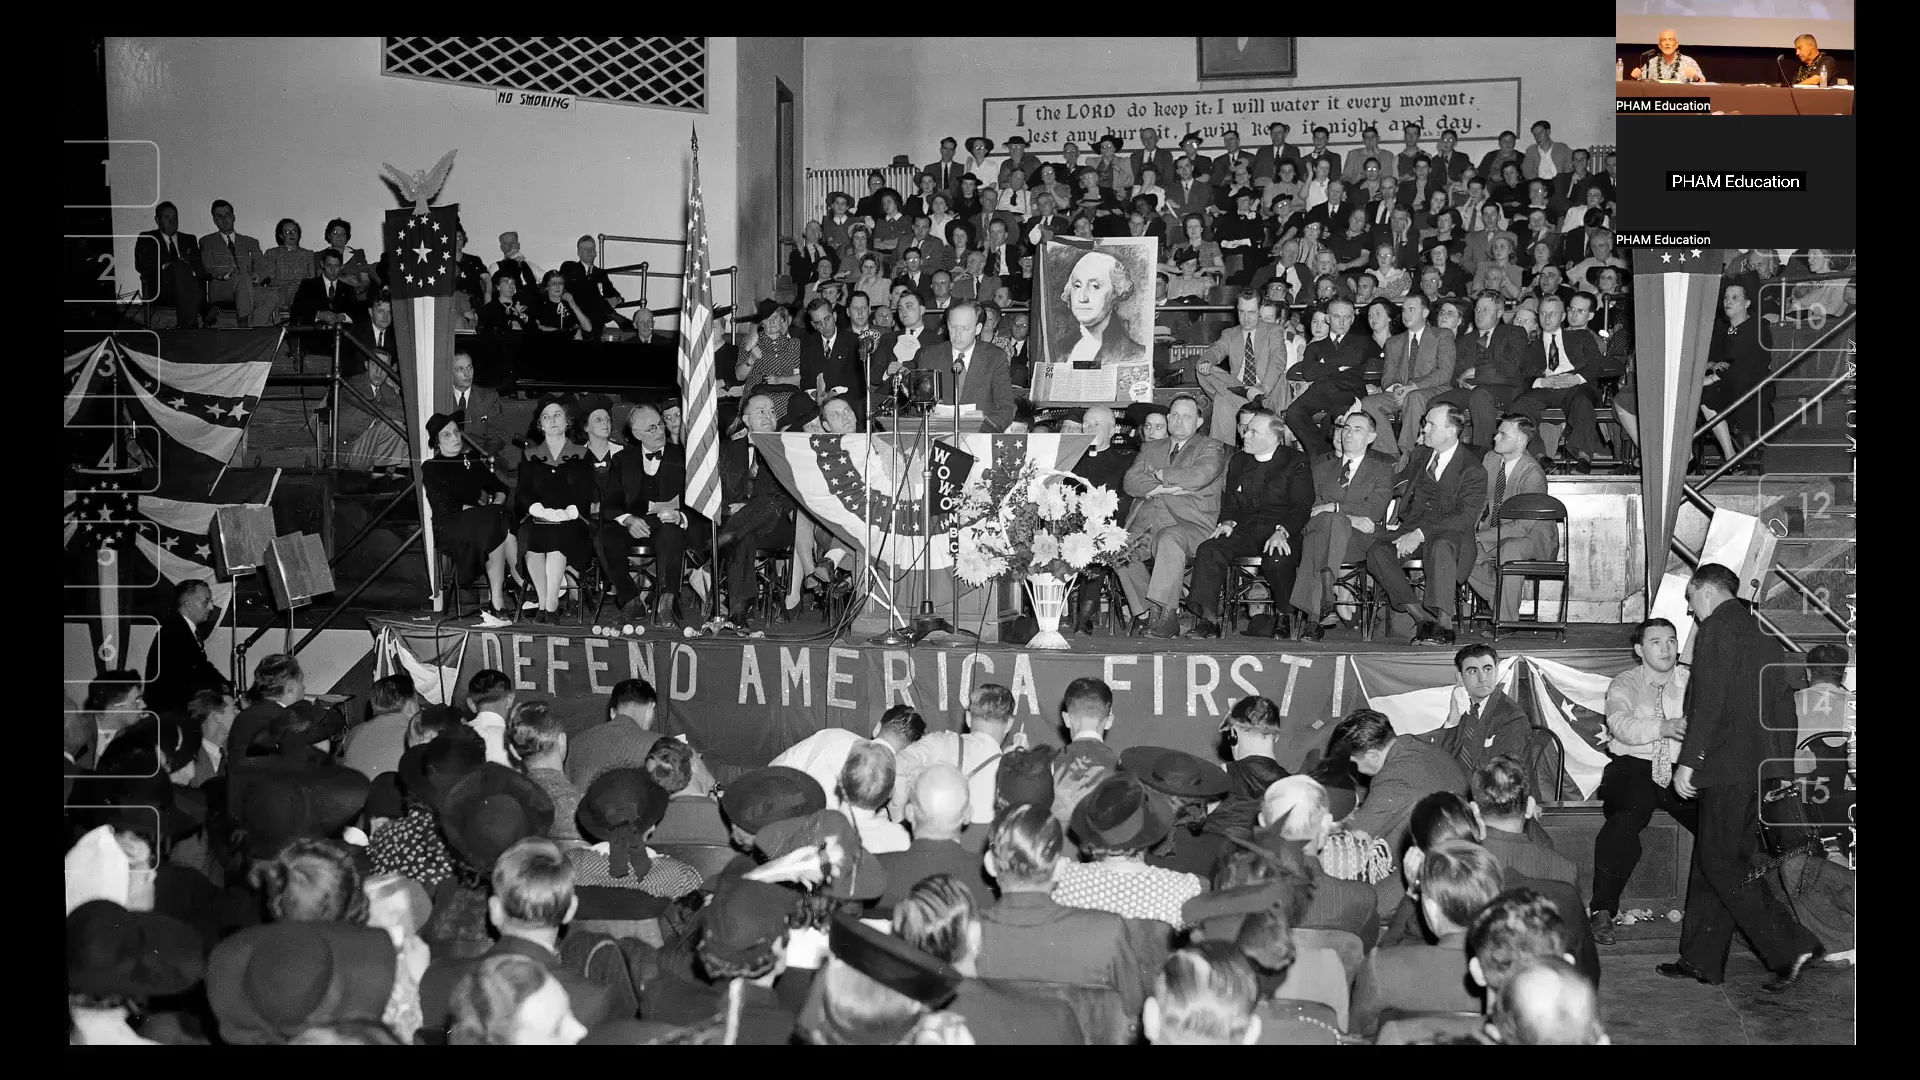 NO SMOKING
I the LORD do keep it: I will water it every moment:
lest any hurt it, I will keep it night and day.
WOWO
WOWO
NBC
DEFEND AMERICA FIRST!
1
2
3
4
5
6
10
11
12
13
14
15
PHAM Education
PHAM Education
PHAM Education